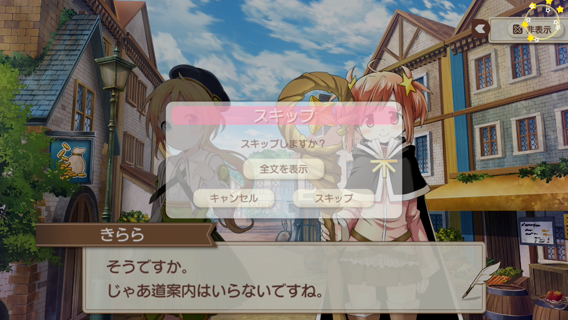 非表示
スキップ
スキップしますか？
全文を表示
キャンセル
スキップ
きらら
そうですか。
じゃあ道案内はいらないですね。